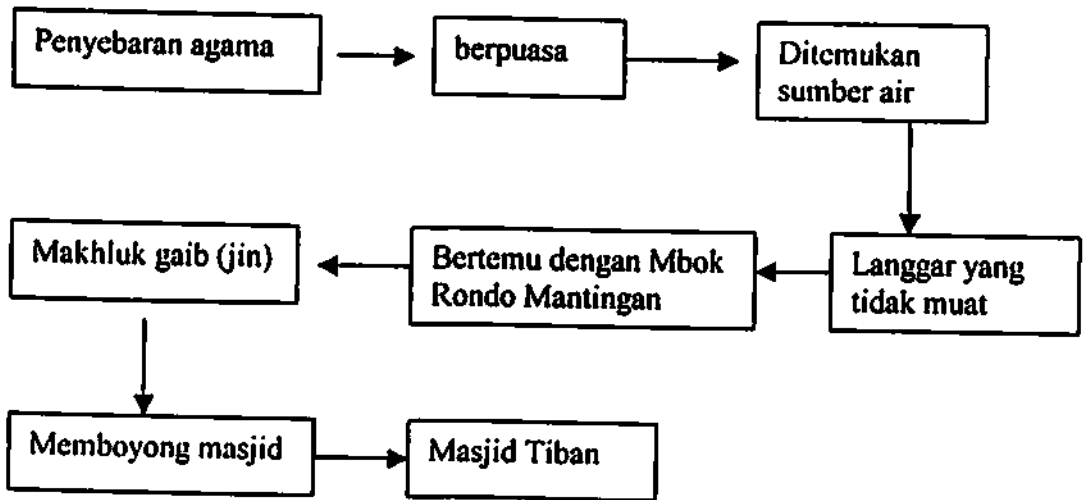 Penyebaran agama
berpuasa
Ditemukan
sumber air
Langgar yang
tidak muat
Bertemu dengan Mbok
Rondo Mantingan
Makhluk gaib (jin)
Memboyong masjid
Masjid Tiban